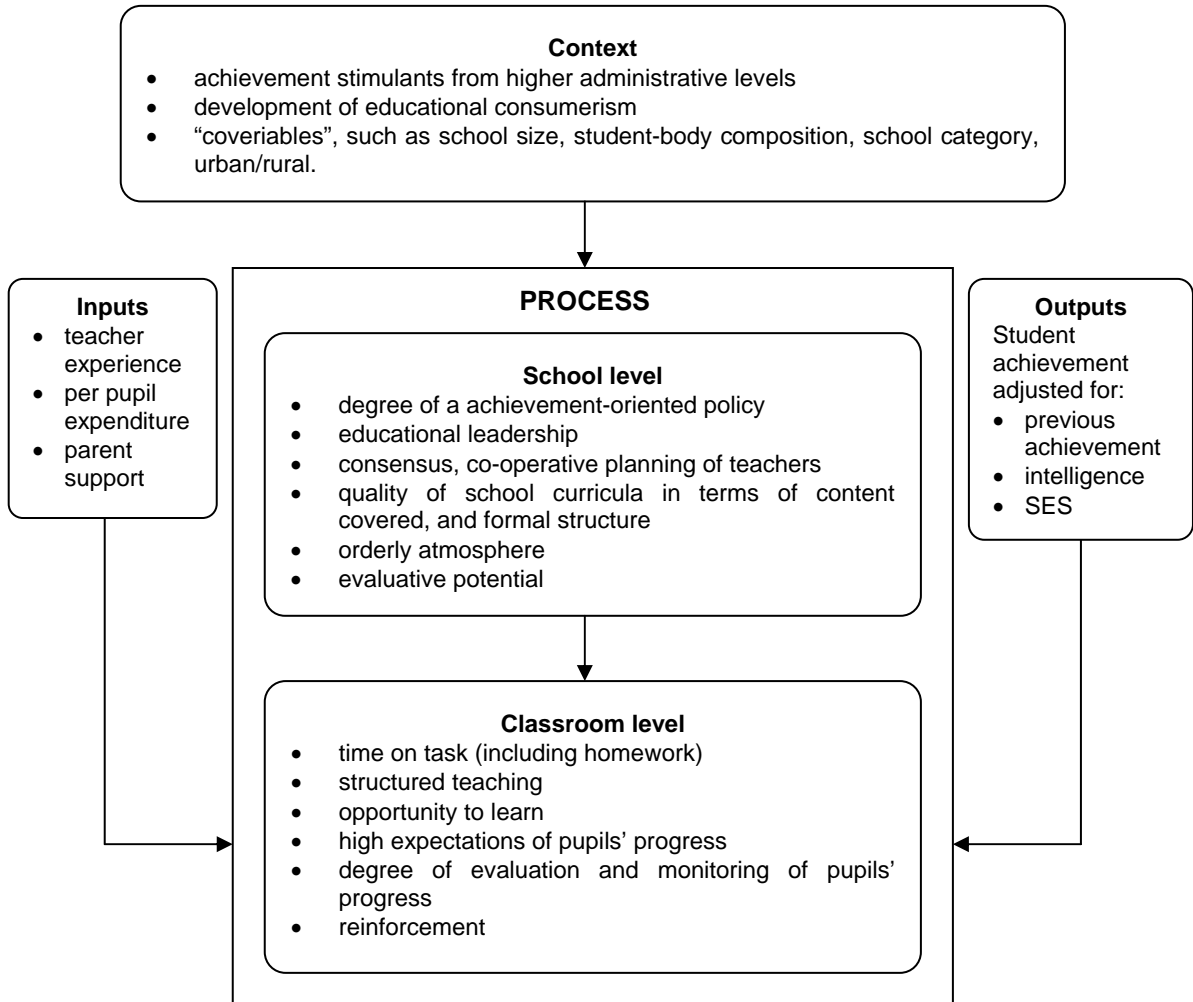 Context
• achievement stimulants from higher administrative levels
• development of educational consumerism
• “coveriables”, such as school size, student-body composition, school category,
urban/rural.
Inputs
• teacher
experience
• per pupil
expenditure
• parent
support
PROCESS
School level
• degree of a achievement-oriented policy
• educational leadership
• consensus, co-operative planning of teachers
• quality of school curricula in terms of content
covered, and formal structure
• orderly atmosphere
• evaluative potential
Classroom level
• time on task (including homework)
• structured teaching
• opportunity to learn
• high expectations of pupils’ progress
• degree of evaluation and monitoring of pupils’
progress
• reinforcement
Outputs
Student
achievement
adjusted for:
• previous
achievement
• intelligence
• SES